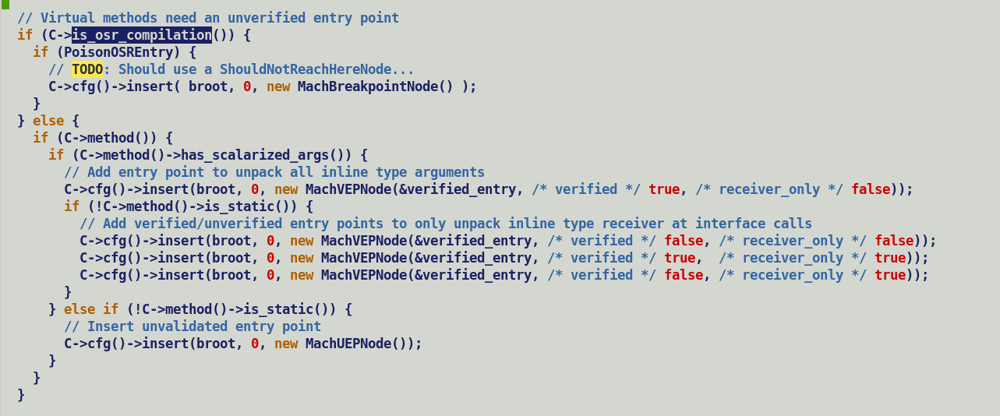 // Virtual methods need an unverified entry point
if (C->is_osr_compilation()) {
  if (PoisonOSREntry) {
    // TODO: Should use a ShouldNotReachHereNode...
    C->cfg()->insert( broot, 0, new MachBreakpointNode() );
  }
} else {
  if (C->method()) {
    if (C->method()->has_scalarized_args()) {
      // Add entry point to unpack all inline type arguments
      C->cfg()->insert(broot, 0, new MachVEPNode(&verified_entry, /* verified */ true, /* receiver_only */ false));
      if (!C->method()->is_static()) {
        // Add verified/unverified entry points to only unpack inline type receiver at interface calls
        C->cfg()->insert(broot, 0, new MachVEPNode(&verified_entry, /* verified */ false, /* receiver_only */ false));
        C->cfg()->insert(broot, 0, new MachVEPNode(&verified_entry, /* verified */ true,  /* receiver_only */ true));
        C->cfg()->insert(broot, 0, new MachVEPNode(&verified_entry, /* verified */ false, /* receiver_only */ true));
      }
    } else if (!C->method()->is_static()) {
      // Insert unvalidated entry point
      C->cfg()->insert(broot, 0, new MachUEPNode());
    }
  }
}